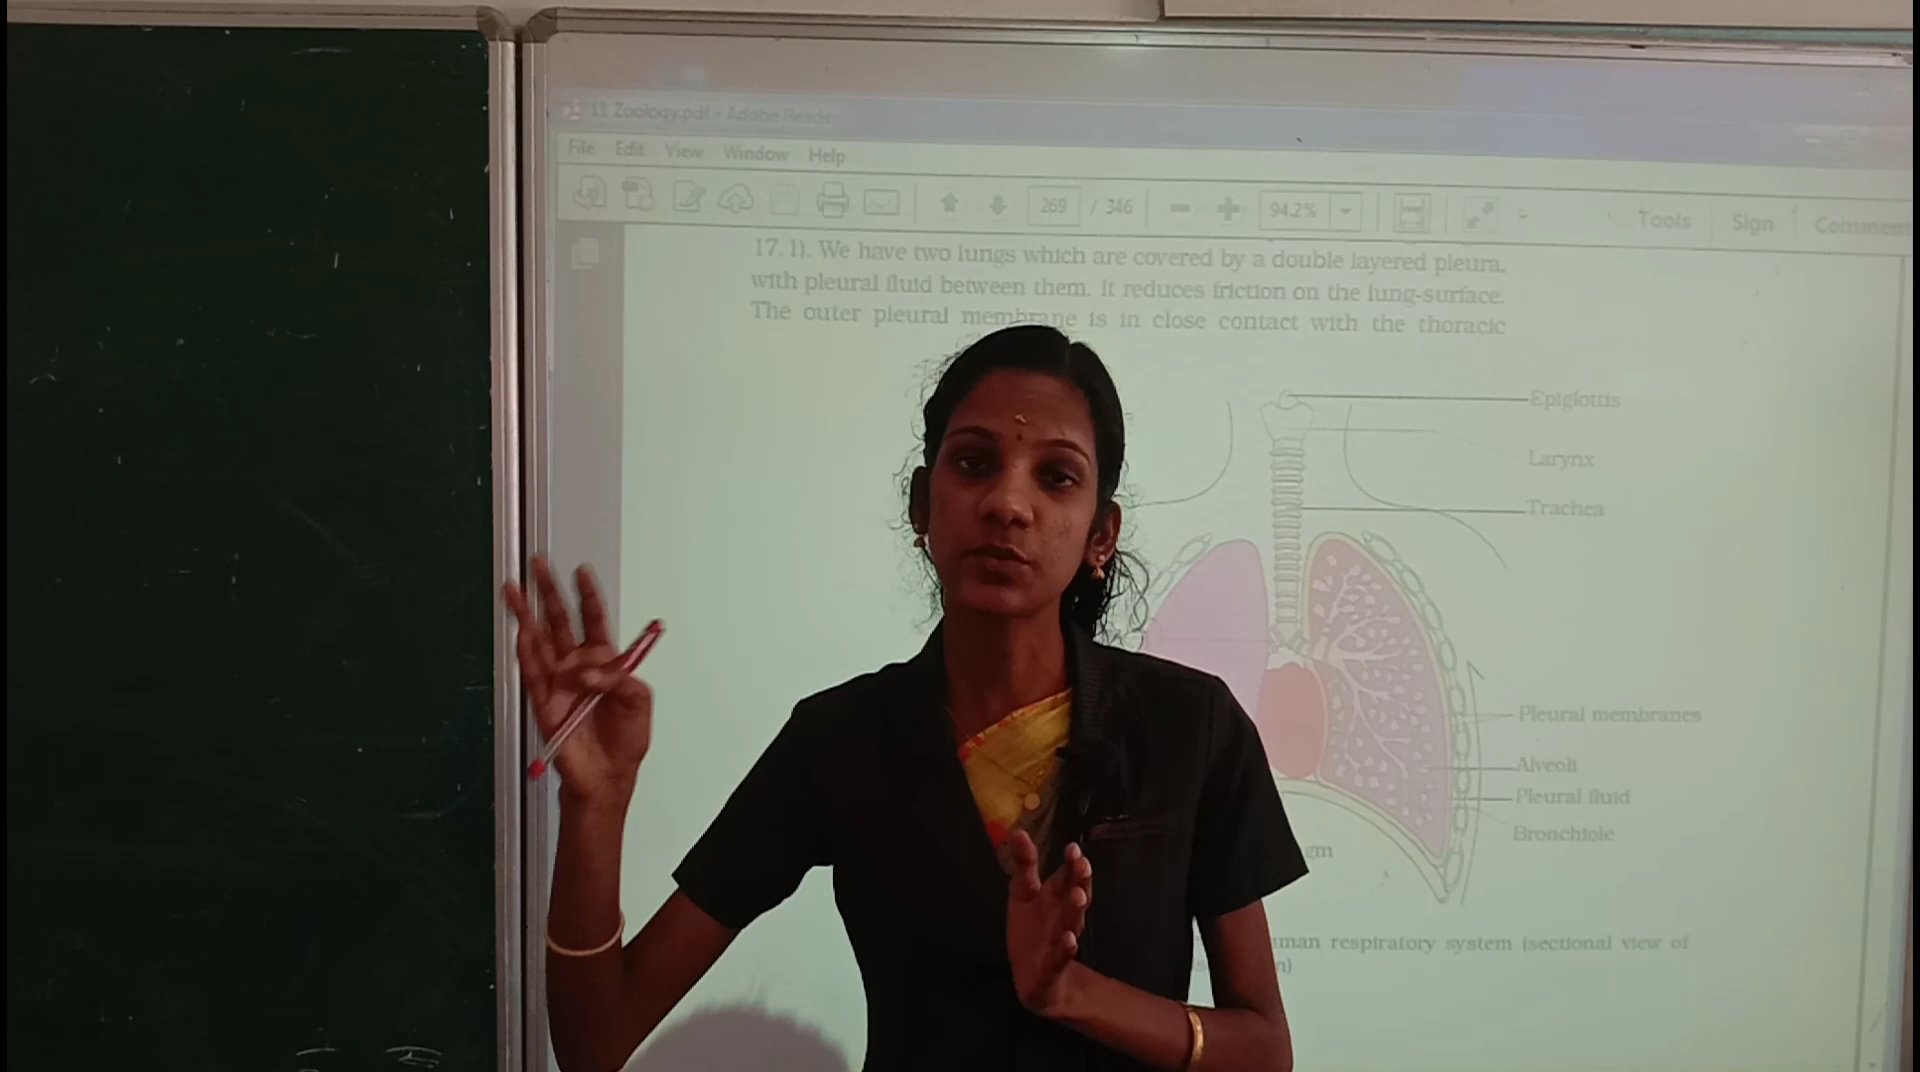 11 Zoology.pdf - Adobe Reader
File Edit View Window Help
269 / 346 94.2% Tools Sign Comment
17.1). We have two lungs which are covered by a double layered pleura,
with pleural fluid between them. It reduces friction on the lung-surface.
The outer pleural membrane is in close contact with the thoracic
Epiglottis
Larynx
Trachea
Pleural membranes
Alveoli
Pleural fluid
Bronchiole
gm
uman respiratory system (sectional view of
n)